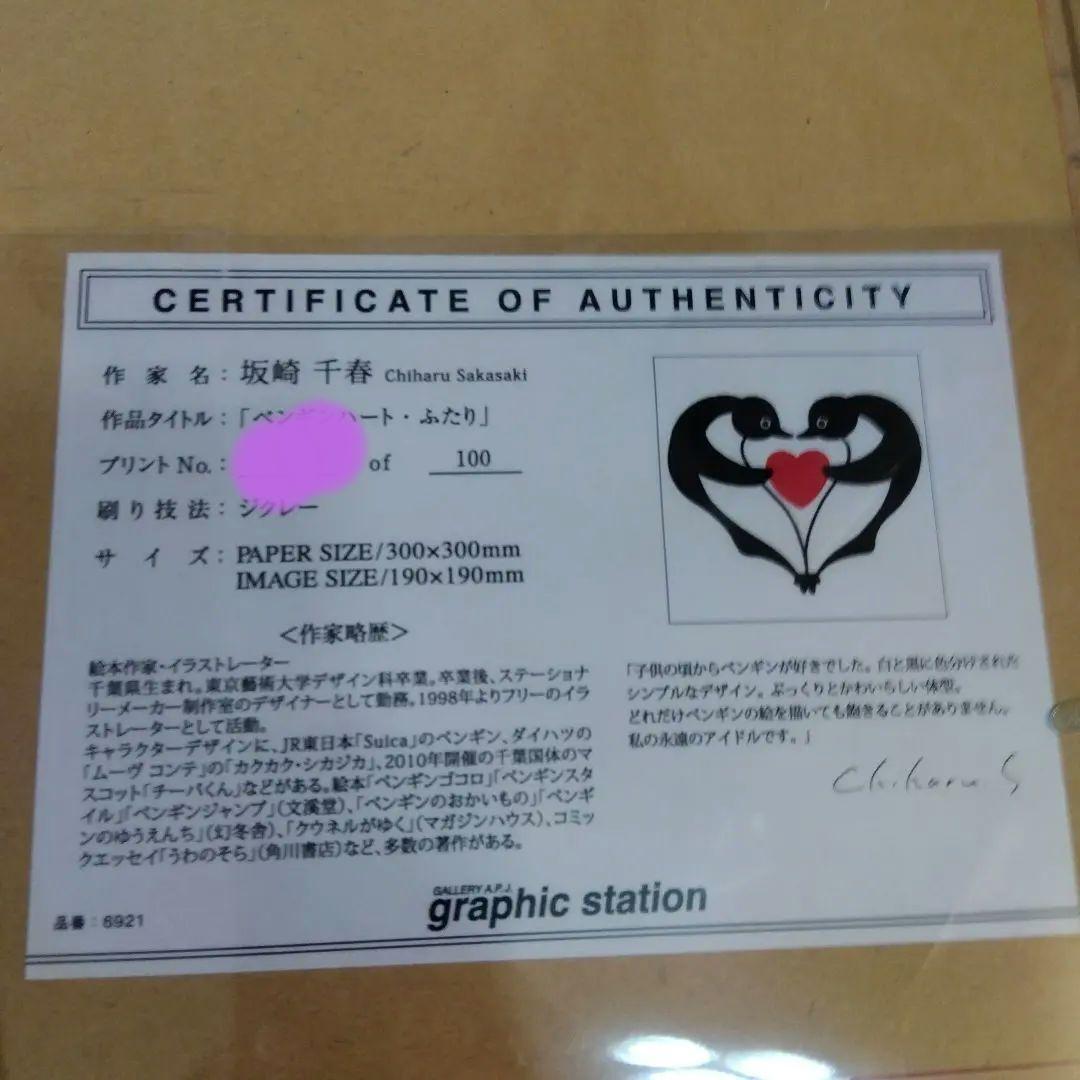 CERTIFICATE OF AUTHENTICITY
作家名：坂崎 千春 Chiharu Sakasaki
作品タイトル：「ペンギンハート・ふたり」
プリントNo.： of 100
刷り技法：ジクレー
サイズ：PAPER SIZE/300×300mm
IMAGE SIZE/190×190mm
＜作家略歴＞
絵本作家・イラストレーター
千葉県生まれ。東京藝術大学デザイン科卒業。卒業後、ステーショナ
リーメーカー制作室のデザイナーとして勤務。1998年よりフリーのイラ
ストレーターとして活動。
キャラクターデザインに、JR東日本「Suica」のペンギン、ダイハツの
「ムーヴ コンテ」の「カクカク・シカジカ」、2010年開催の千葉国体のマ
スコット「チーバくん」などがある。絵本「ペンギンゴコロ」「ペンギンスタ
イル」「ペンギンジャンプ」（文溪堂）、「ペンギンのおかいもの」「ペンギ
ンのゆうえんち」（幻冬舎）、「クウネルがゆく」（マガジンハウス）、コミッ
クエッセイ「うわのそら」（角川書店）など、多数の著作がある。
「子供の頃からペンギンが好きでした。白と黒に色分けされた
シンプルなデザイン。ぷっくりとかわいらしい体型。
どれだけペンギンの絵を描いても飽きることがありません。
私の永遠のアイドルです。」
Chiharu.S
GALLERY A.P.J.
graphic station
品番：6921